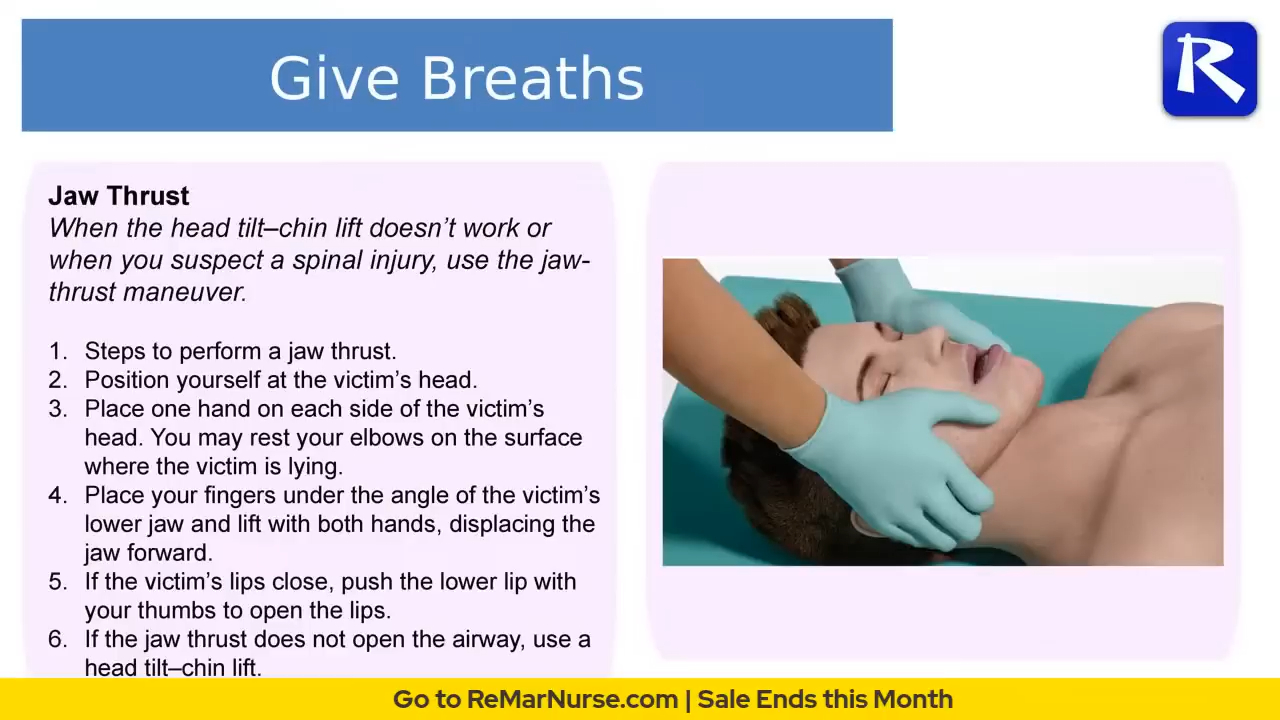 Give Breaths
R
Jaw Thrust
When the head tilt–chin lift doesn’t work or
when you suspect a spinal injury, use the jaw-
thrust maneuver.
1. Steps to perform a jaw thrust.
2. Position yourself at the victim’s head.
3. Place one hand on each side of the victim’s
head. You may rest your elbows on the surface
where the victim is lying.
4. Place your fingers under the angle of the victim’s
lower jaw and lift with both hands, displacing the
jaw forward.
5. If the victim’s lips close, push the lower lip with
your thumbs to open the lips.
6. If the jaw thrust does not open the airway, use a
head tilt–chin lift.
Go to ReMarNurse.com | Sale Ends this Month